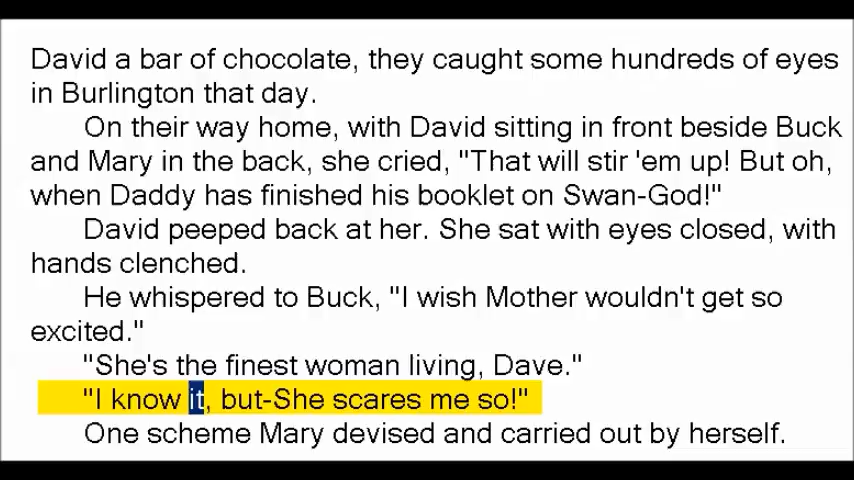 David a bar of chocolate, they caught some hundreds of eyes
in Burlington that day.
On their way home, with David sitting in front beside Buck
and Mary in the back, she cried, "That will stir 'em up! But oh,
when Daddy has finished his booklet on Swan-God!"
David peeped back at her. She sat with eyes closed, with
hands clenched.
He whispered to Buck, "I wish Mother wouldn't get so
excited."
"She's the finest woman living, Dave."
"I know it, but-She scares me so!"
One scheme Mary devised and carried out by herself.